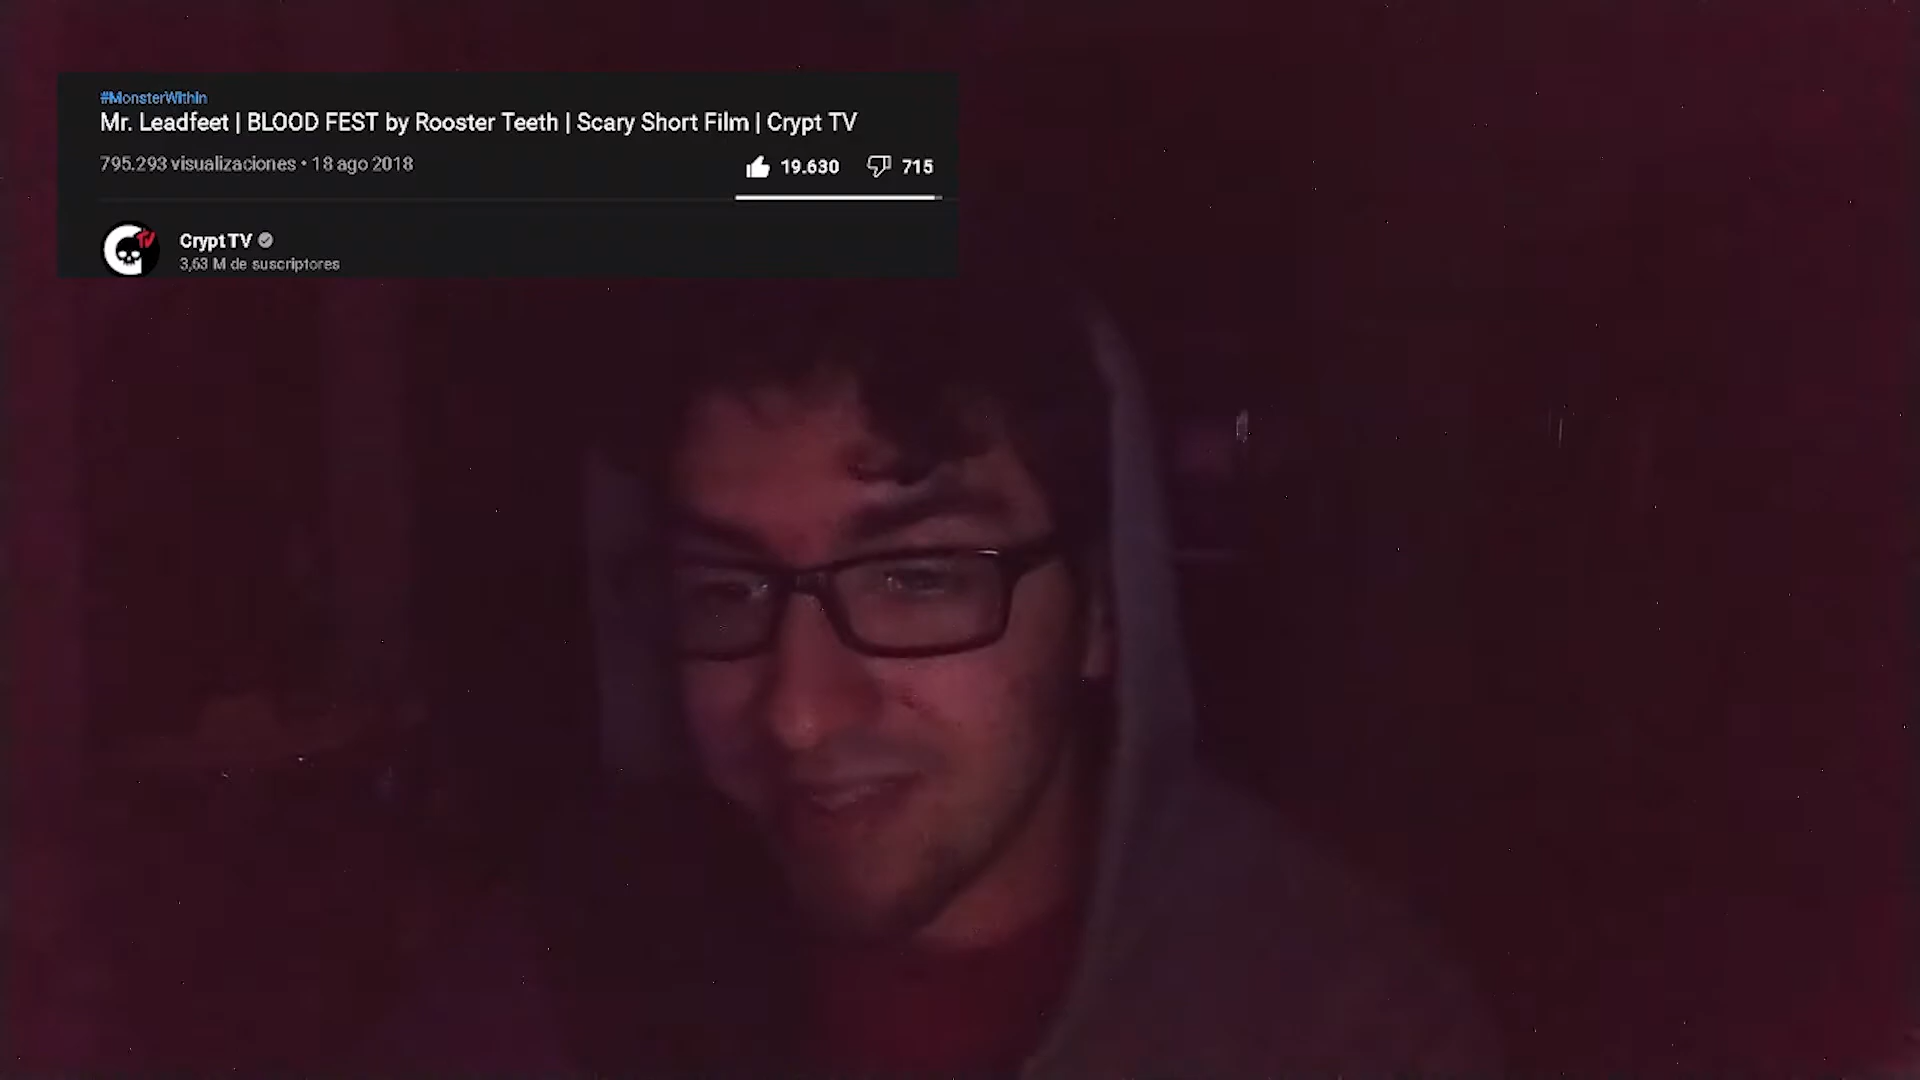 #MonsterWithin
Mr. Leadfeet | BLOOD FEST by Rooster Teeth | Scary Short Film | Crypt TV
795.293 visualizaciones • 18 ago 2018
19.630 715
TV
Crypt TV
3,63 M de suscriptores